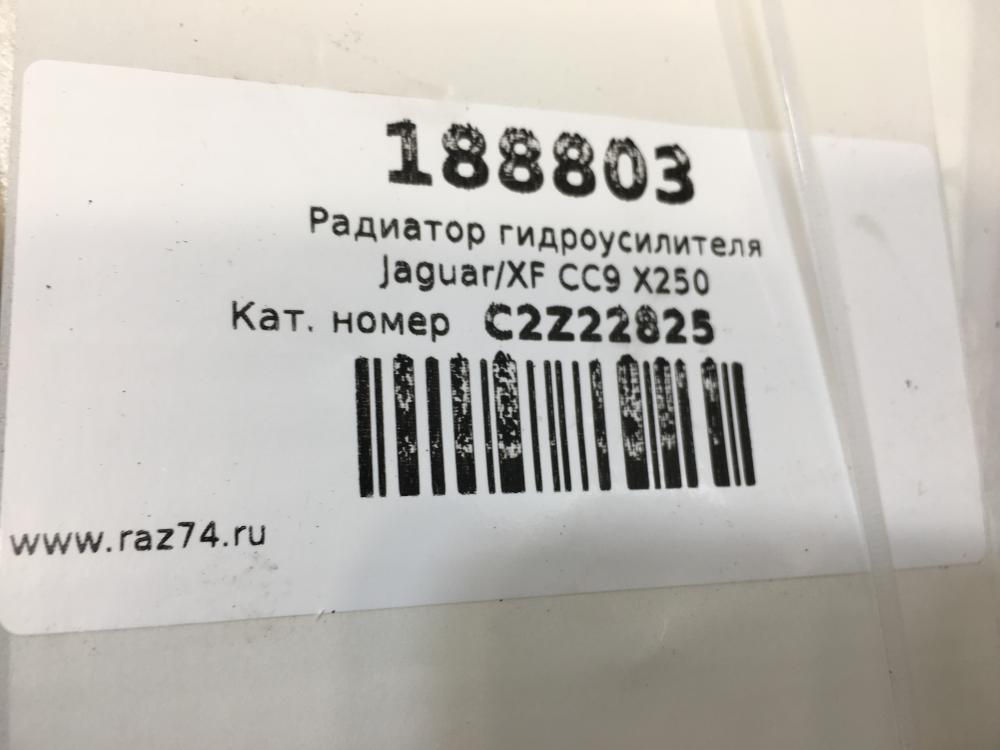 188803
Радиатор гидроусилителя
Jaguar/XF CC9 X250
Кат. номер C2Z22825
www.raz74.ru